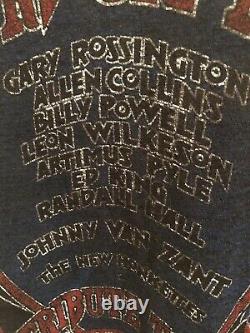 GARY ROSSINGTON
ALLEN COLLINS
BILLY POWELL
LEON WILKESON
ARTIMUS PYLE
ED KING
RANDALL HALL
JOHNNY VAN ZANT
THE NEW
TRIBUTE